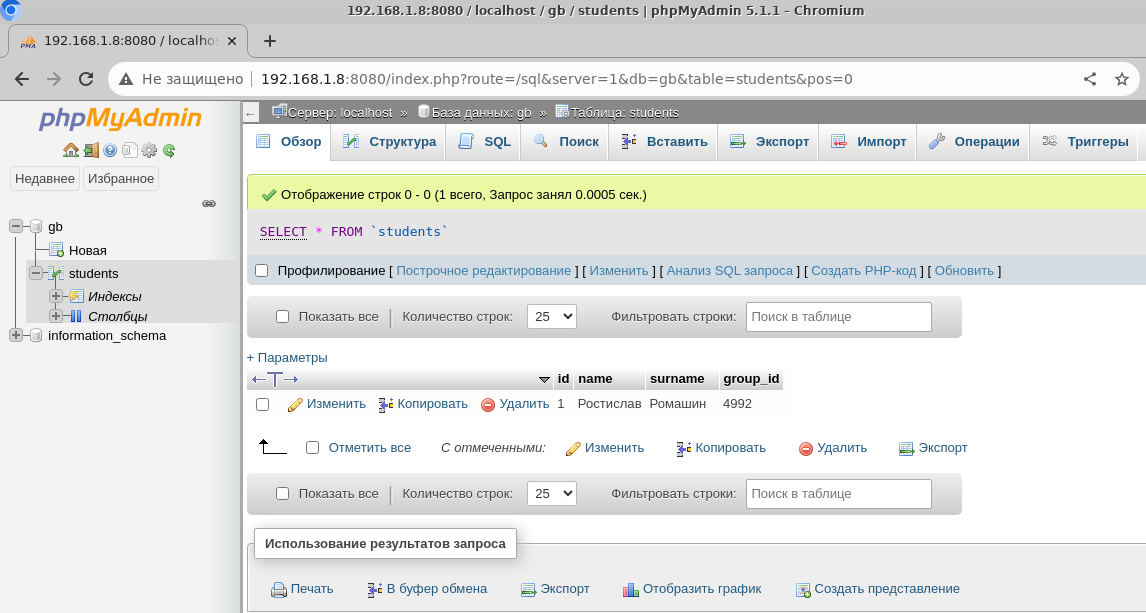 192.168.1.8:8080 / localhost / gb / students | phpMyAdmin 5.1.1 – Chromium
192.168.1.8:8080 / localho
Не защищено 192.168.1.8:8080/index.php?route=/sql&server=1&db=gb&table=students&pos=0
phpMyAdmin
Недавнее Избранное
gb
Новая
students
Индексы
Столбцы
information_schema
Сервер: localhost » База данных: gb » Таблица: students
Обзор Структура SQL Поиск Вставить Экспорт Импорт Операции Триггеры
Отображение строк 0 - 0 (1 всего, Запрос занял 0.0005 сек.)
SELECT * FROM `students`
Профилирование [ Построчное редактирование ] [ Изменить ] [ Анализ SQL запроса ] [ Создать PHP-код ] [ Обновить ]
Показать все | Количество строк: 25 Фильтровать строки: Поиск в таблице
+ Параметры
←T→ id name surname group_id
Изменить Копировать Удалить 1 Ростислав Ромашин 4992
Отметить все С отмеченными: Изменить Копировать Удалить Экспорт
Показать все | Количество строк: 25 Фильтровать строки: Поиск в таблице
Использование результатов запроса
Печать В буфер обмена Экспорт Отобразить график Создать представление